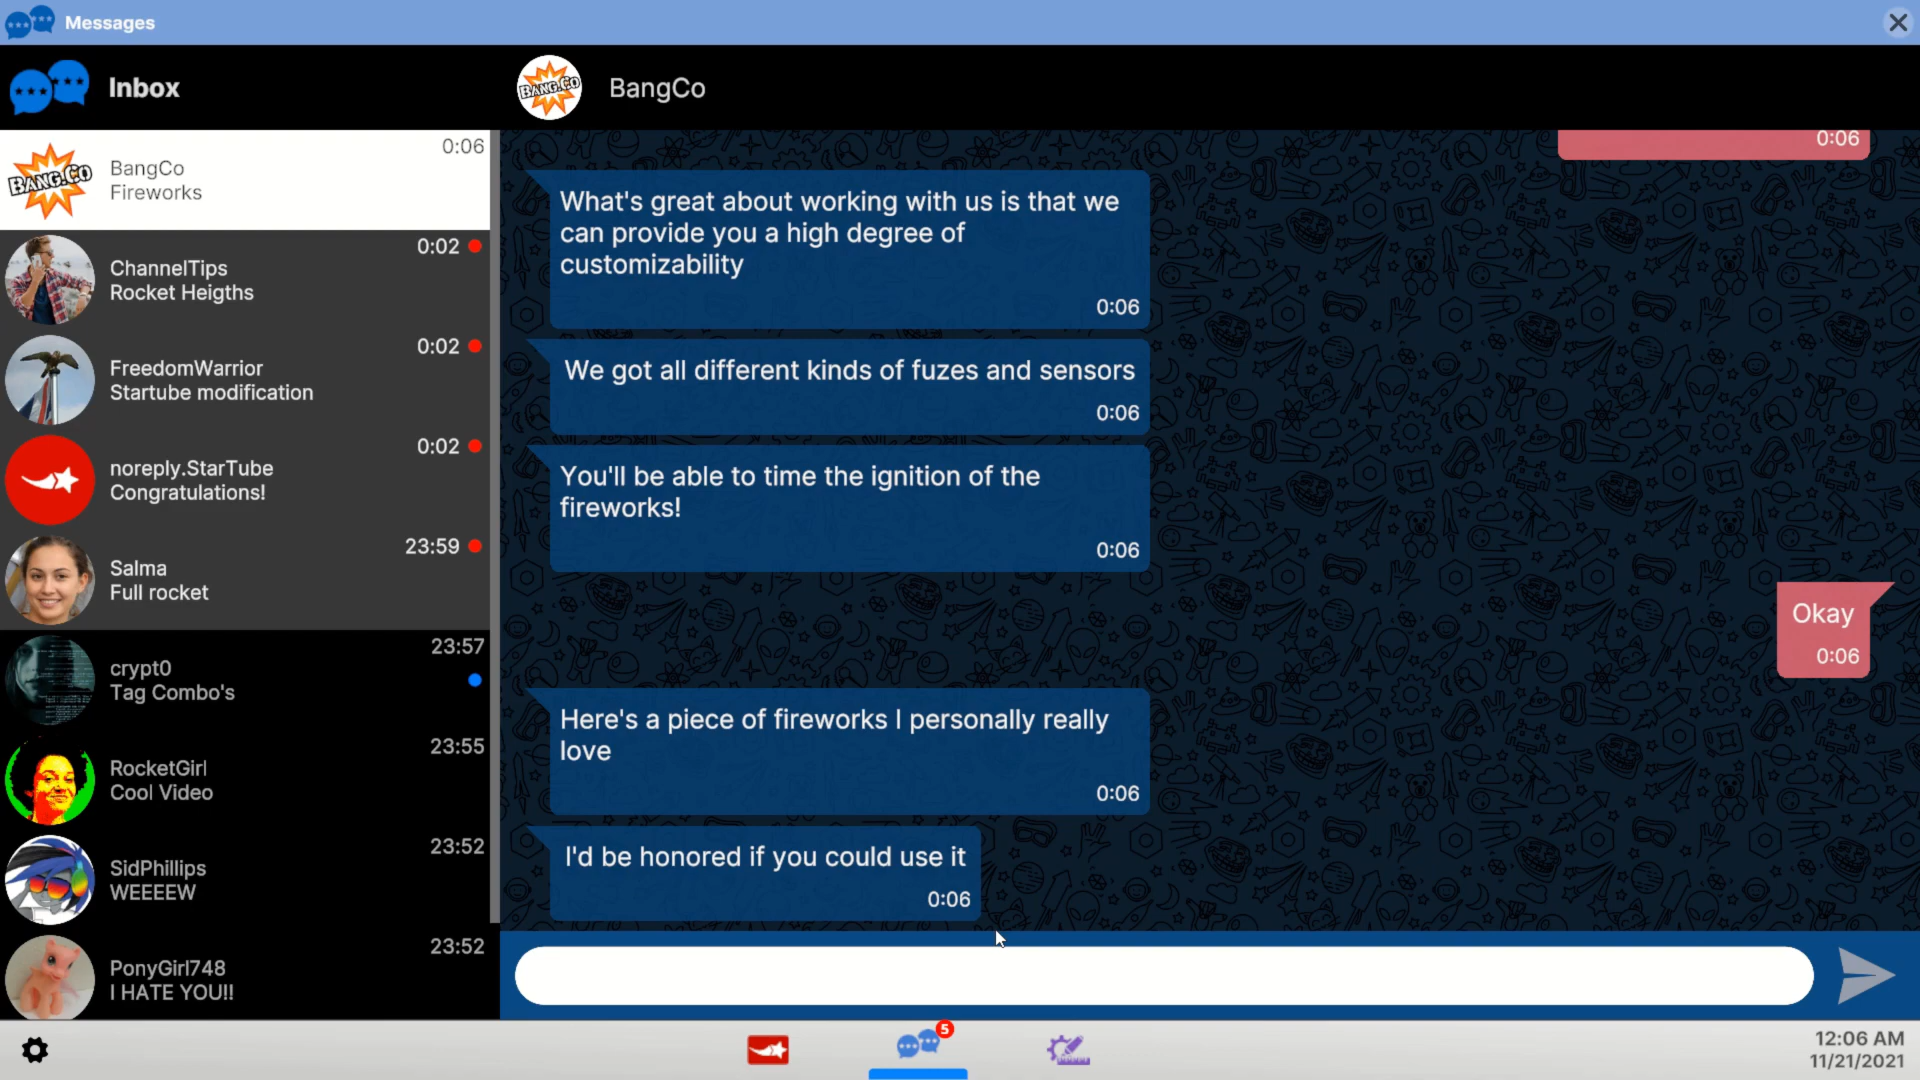 Messages
Inbox
BANG.CO
BangCo
0:06
BANG.CO
BangCo
Fireworks
0:06
ChannelTips
Rocket Heigths
0:02
FreedomWarrior
Startube modification
0:02
noreply.StarTube
Congratulations!
0:02
Salma
Full rocket
23:59
crypt0
Tag Combo's
23:57
RocketGirl
Cool Video
23:55
SidPhillips
WEEEEW
23:52
PonyGirl748
I HATE YOU!!
23:52
What's great about working with us is that we
can provide you a high degree of
customizability
0:06
We got all different kinds of fuzes and sensors
0:06
You'll be able to time the ignition of the
fireworks!
0:06
Okay
0:06
Here's a piece of fireworks I personally really
love
0:06
I'd be honored if you could use it
0:06
5
12:06 AM
11/21/2021